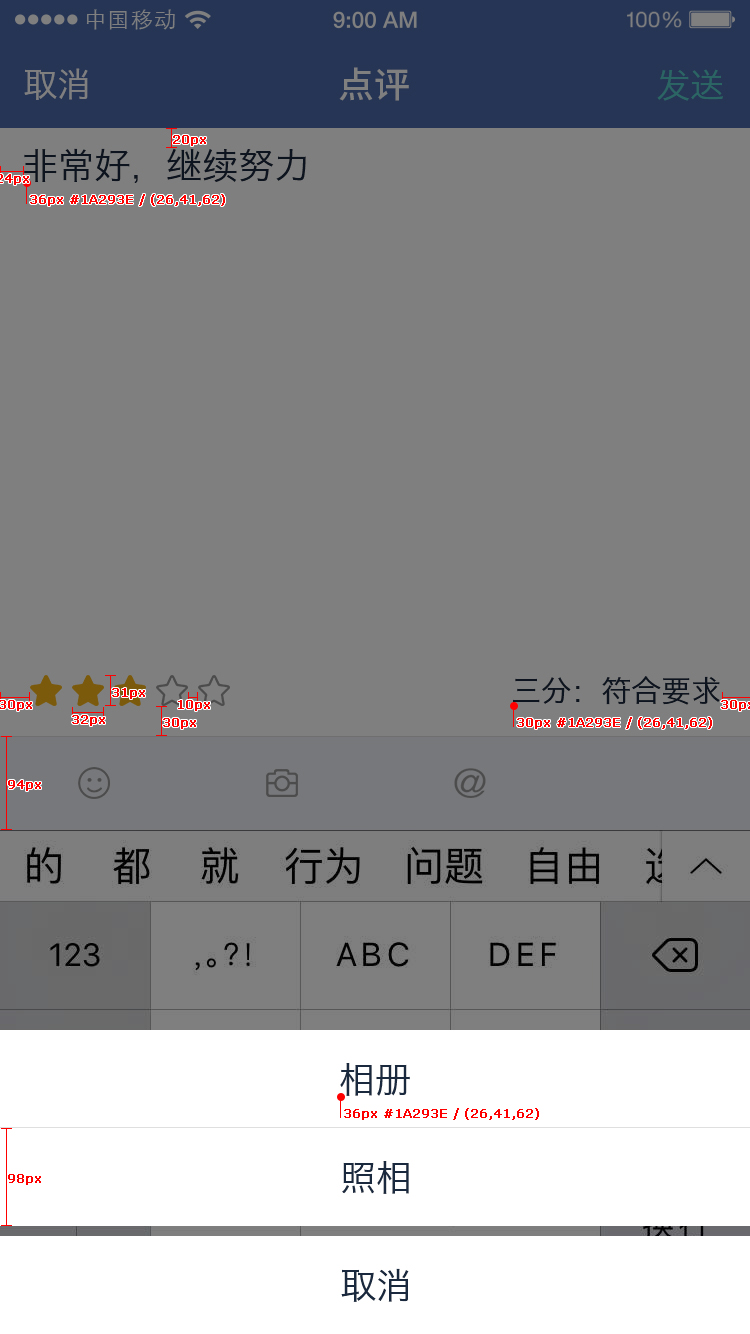 中国移动 9:00 AM 100%
取消 点评 发送
20px
非常好，继续努力
24px
36px #1A293E / (26,41,62)
31px 三分：符合要求
30px 32px 10px 30px
30px 30px #1A293E / (26,41,62)
94px @
的 都 就 行为 问题 自由
123 ,。?! ABC DEF
相册
36px #1A293E / (26,41,62)
照相
98px
取消